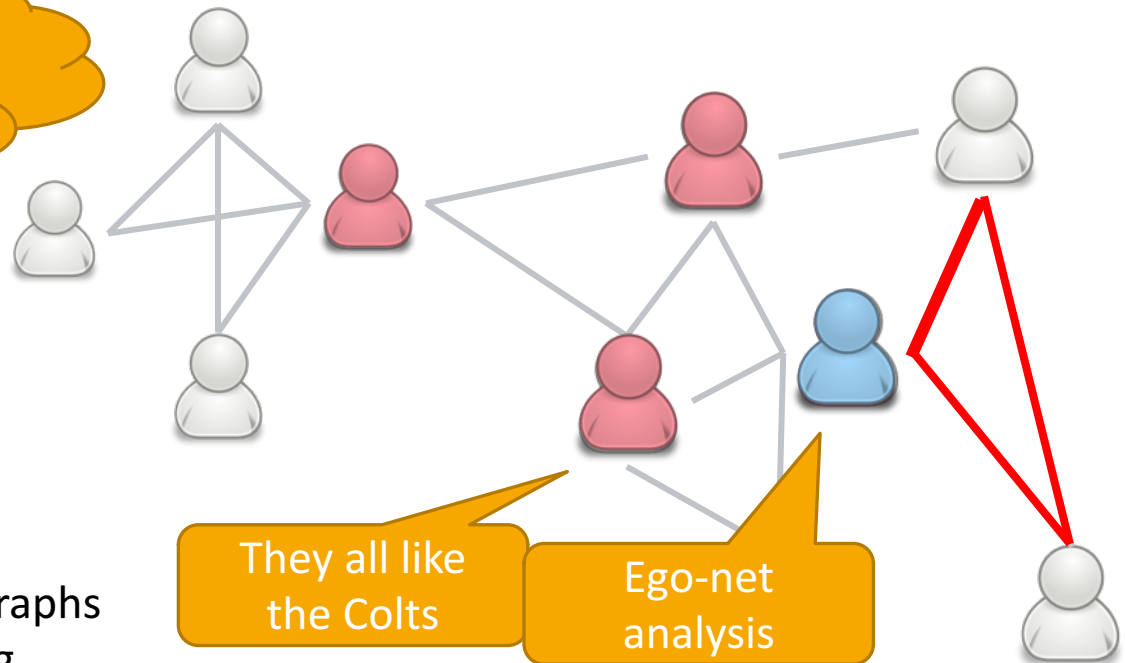 They all like
the Colts
Ego-net
analysis
raphs
g